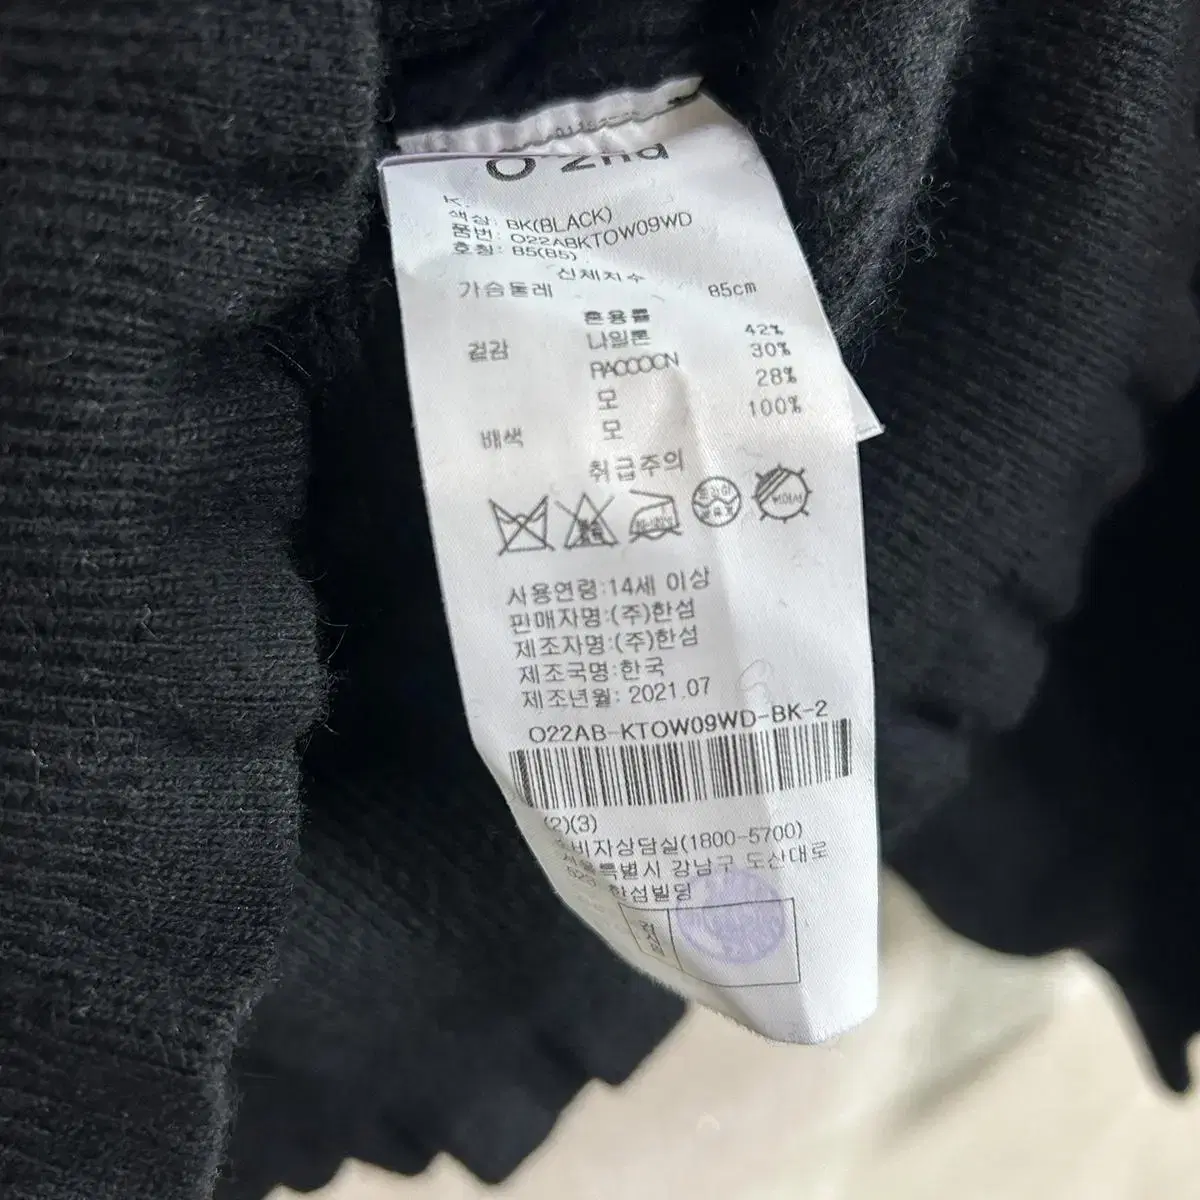 O'2nd
색상: BK(BLACK)
품번: O22ABKTOW09WD
호칭: 85(85)
신체치수
가슴둘레 85cm
혼용률
겉감 나일론 42%
RACCOON 30%
모 28%
배색 모 100%
취급주의
사용연령:14세 이상
판매자명:(주)한섬
제조자명:(주)한섬
제조국명:한국
제조년월: 2021.07
O22AB-KTOW09WD-BK-2
(2)(3)
비자상담실(1800-5700)
서울특별시 강남구 도산대로
한섬빌딩